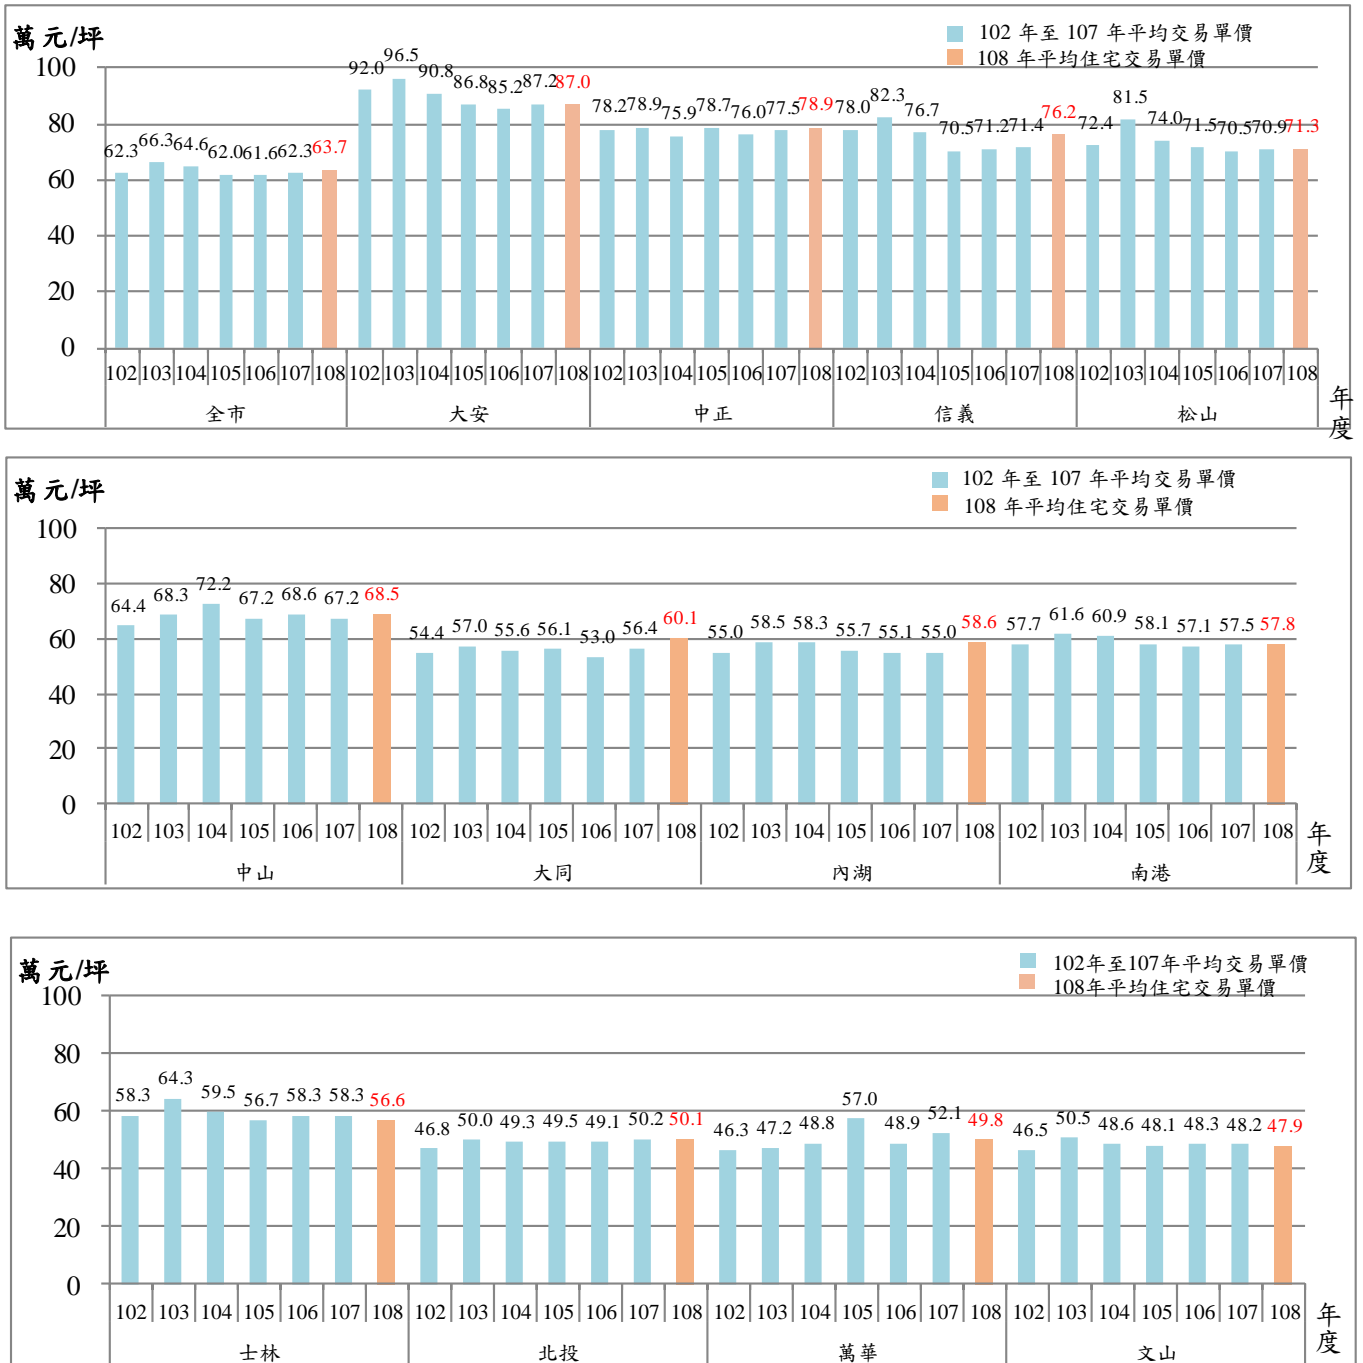 萬元/坪
102 年至 107 年平均交易單價
108 年平均住宅交易單價
100
80
60
40
20
0
62.3 66.3 64.6 62.0 61.6 62.3 63.7
92.0 96.5 90.8 86.8 85.2 87.2 87.0
78.2 78.9 75.9 78.7 76.0 77.5 78.9
78.0 82.3 76.7 70.5 71.2 71.4 76.2
72.4 81.5 74.0 71.5 70.5 70.9 71.3
102 103 104 105 106 107 108 102 103 104 105 106 107 108 102 103 104 105 106 107 108 102 103 104 105 106 107 108 102 103 104 105 106 107 108
全市 大安 中正 信義 松山
年度
萬元/坪
102 年至 107 年平均交易單價
108 年平均住宅交易單價
100
80
60
40
20
0
64.4 68.3 72.2 67.2 68.6 67.2 68.5
54.4 57.0 55.6 56.1 53.0 56.4 60.1
55.0 58.5 58.3 55.7 55.1 55.0 58.6
57.7 61.6 60.9 58.1 57.1 57.5 57.8
102 103 104 105 106 107 108 102 103 104 105 106 107 108 102 103 104 105 106 107 108 102 103 104 105 106 107 108
中山 大同 內湖 南港
年度
萬元/坪
102年至107年平均交易單價
108年平均住宅交易單價
100
80
60
40
20
0
58.3 64.3 59.5 56.7 58.3 58.3 56.6
46.8 50.0 49.3 49.5 49.1 50.2 50.1
46.3 47.2 48.8 57.0 48.9 52.1 49.8
46.5 50.5 48.6 48.1 48.3 48.2 47.9
102 103 104 105 106 107 108 102 103 104 105 106 107 108 102 103 104 105 106 107 108 102 103 104 105 106 107 108
士林 北投 萬華 文山
年度